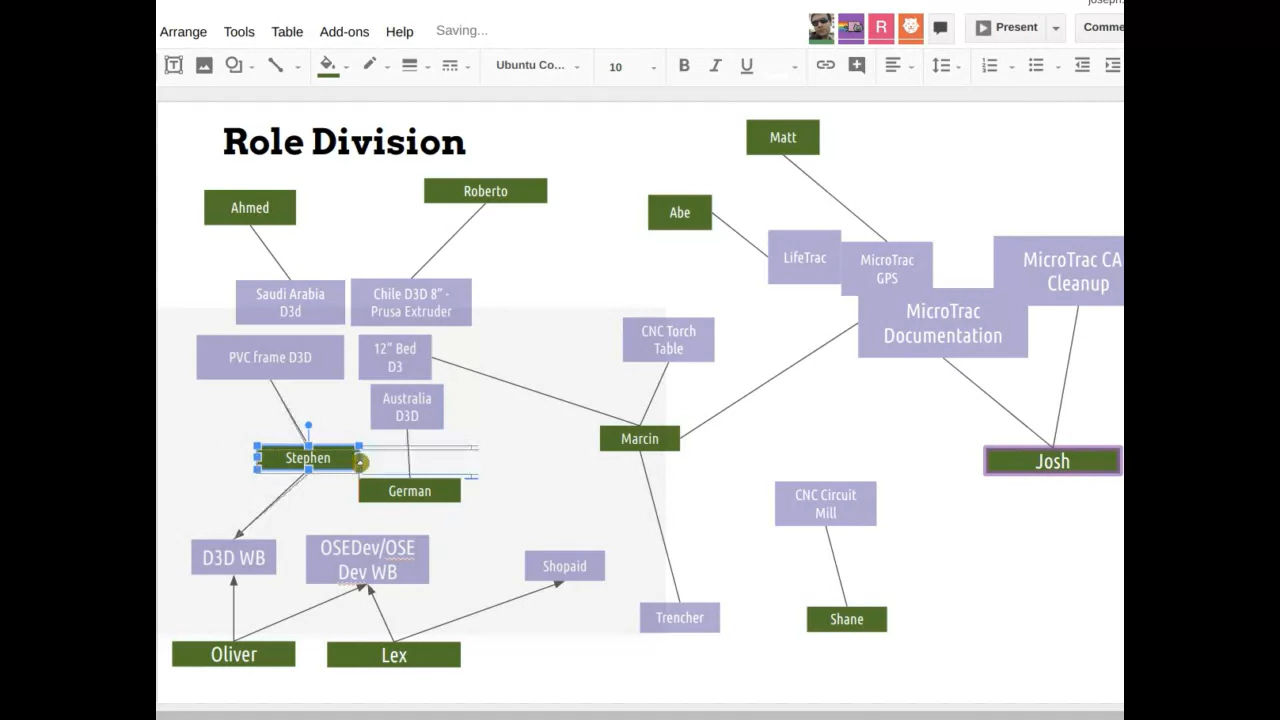 joseph.
Arrange Tools Table Add-ons Help Saving...
R
Present
Comme
Ubuntu Co... 10
B I U
Role Division
Matt
Roberto
Ahmed
Abe
LifeTrac
MicroTrac
GPS
MicroTrac CA
Cleanup
Saudi Arabia
D3d
Chile D3D 8" -
Prusa Extruder
MicroTrac
Documentation
CNC Torch
Table
PVC frame D3D
12" Bed
D3
Australia
D3D
Marcin
Stephen
Josh
German
CNC Circuit
Mill
D3D WB
OSEDev/OSE
Dev WB
Shopaid
Trencher
Shane
Oliver
Lex